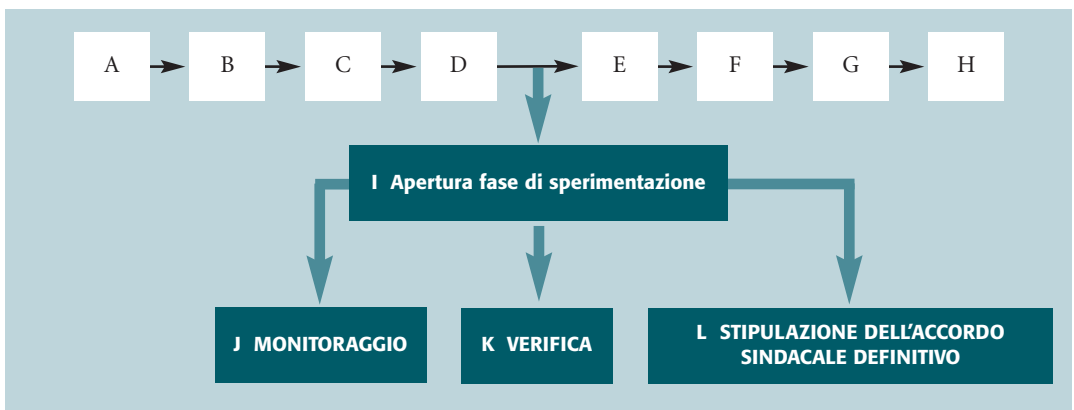 A B C D E F G H
I Apertura fase di sperimentazione
J MONITORAGGIO
K VERIFICA
L STIPULAZIONE DELL'ACCORDO
SINDACALE DEFINITIVO